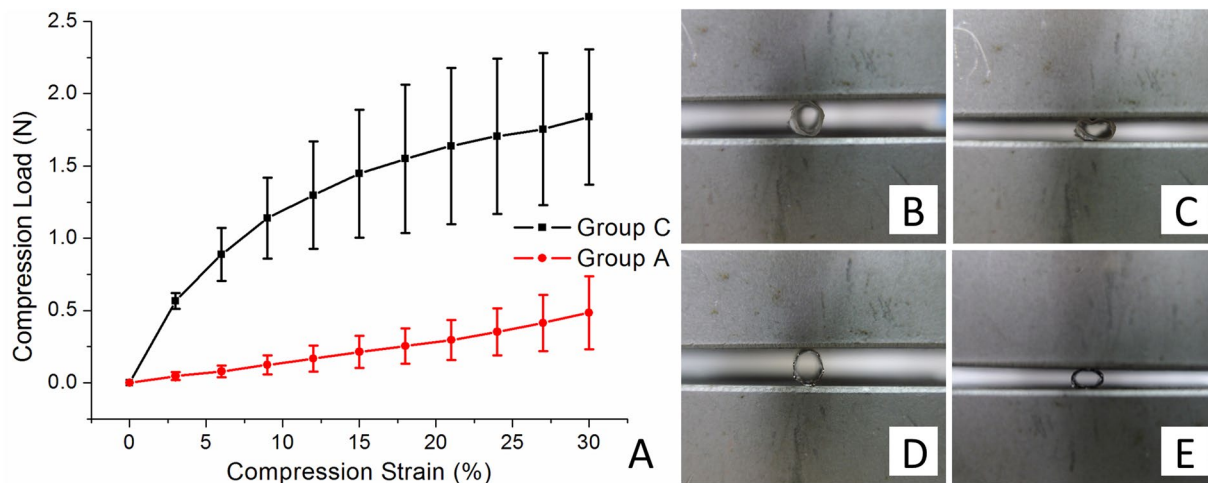 2.5
2.0
1.5
1.0
0.5
0.0
Compression Load (N)
Group C
Group A
0 5 10 15 20 25 30
Compression Strain (%)
A
B
C
D
E